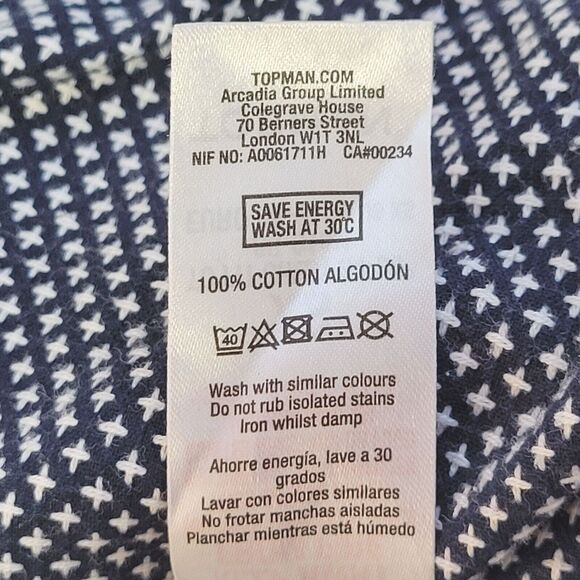 TOPMAN.COM
Arcadia Group Limited
Colegrave House
70 Berners Street
London W1T 3NL
NIF NO: A0061711H CA#00234
SAVE ENERGY
WASH AT 30°C
100% COTTON ALGODÓN
40
Wash with similar colours
Do not rub isolated stains
Iron whilst damp
Ahorre energía, lave a 30
grados
Lavar con colores similares
No frotar manchas aisladas
Planchar mientras está húmedo